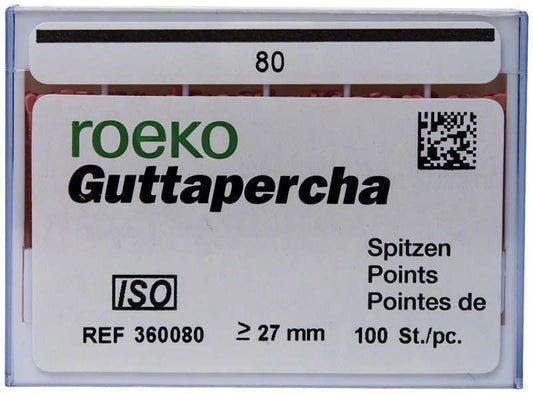 80
roeko
Guttapercha
Spitzen
Points
Pointes de
ISO
REF 360080 ≥ 27 mm 100 St./pc.